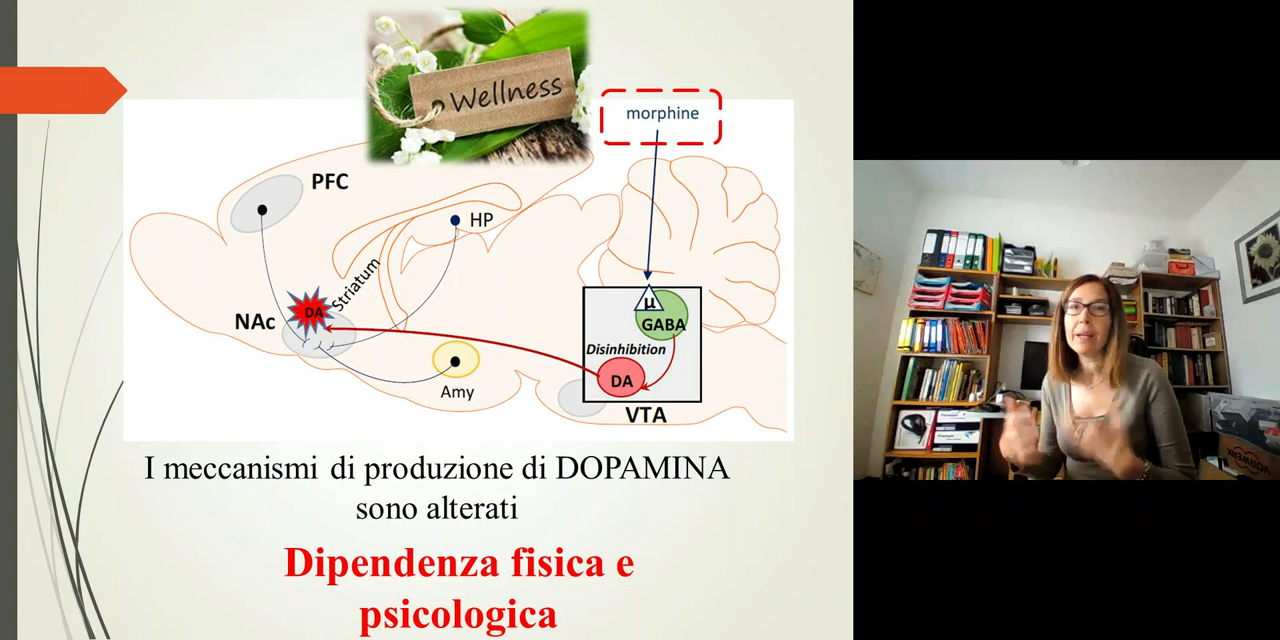 Wellness
morphine
PFC
HP
Striatum
DA
NAc
μ
GABA
Disinhibition
DA
Amy
VTA
I meccanismi di produzione di DOPAMINA
sono alterati
Dipendenza fisica e
psicologica